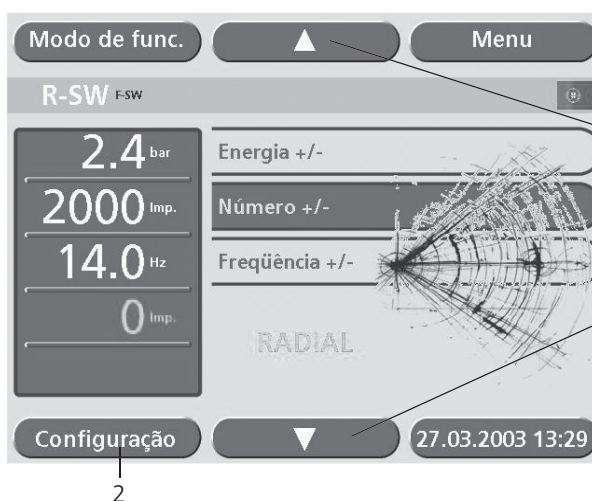 Modo de func.
Menu
R-SW F-SW
2.4 bar
Energia +/-
2000 Imp.
Número +/-
14.0 Hz
Freqüência +/-
0 Imp.
RADIAL
Configuração
27.03.2003 13:29
2